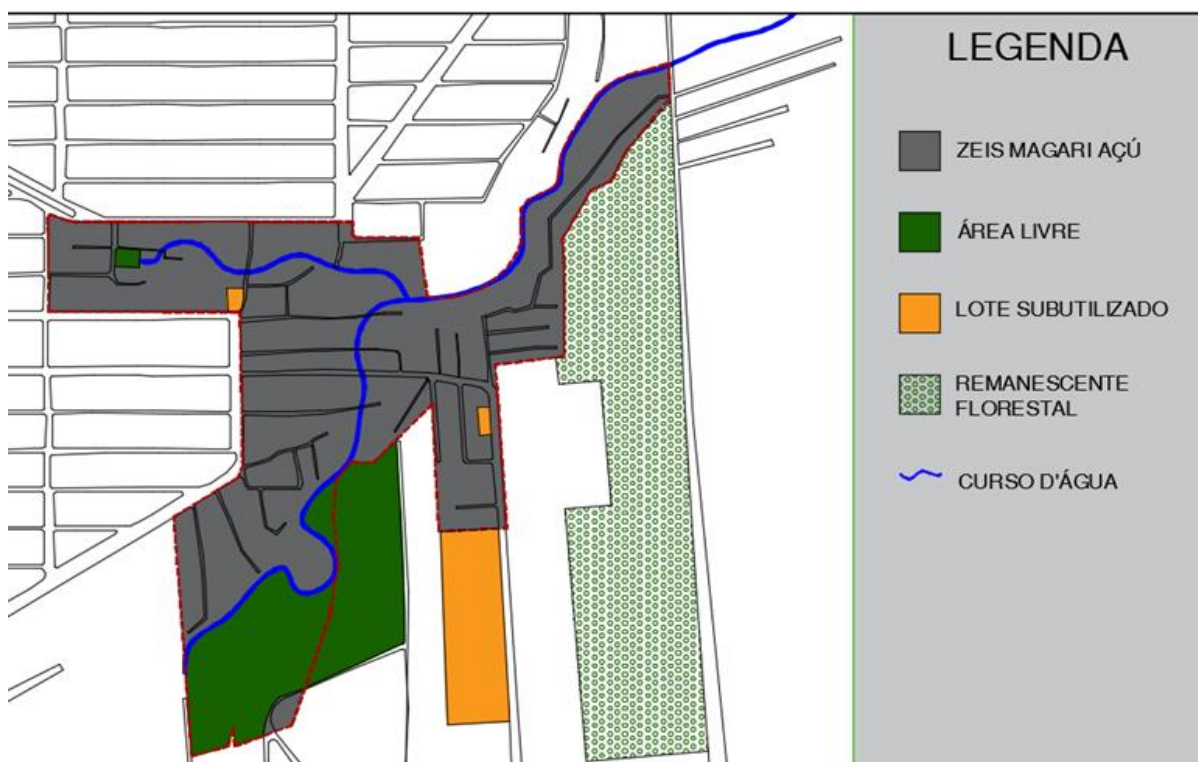 LEGENDA
ZEIS MAGARI AÇÚ
ÁREA LIVRE
LOTE SUBUTILIZADO
REMANESCENTE
FLORESTAL
CURSO D'ÁGUA